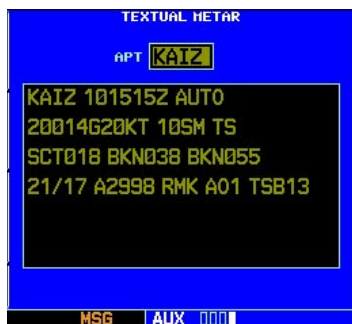 TEXTUAL METAR
APT KAIZ
KAIZ 101515Z AUTO
20014G20KT 10SM TS
SCT018 BKN038 BKN055
21/17 A2998 RMK A01 TSB13
MSG AUX